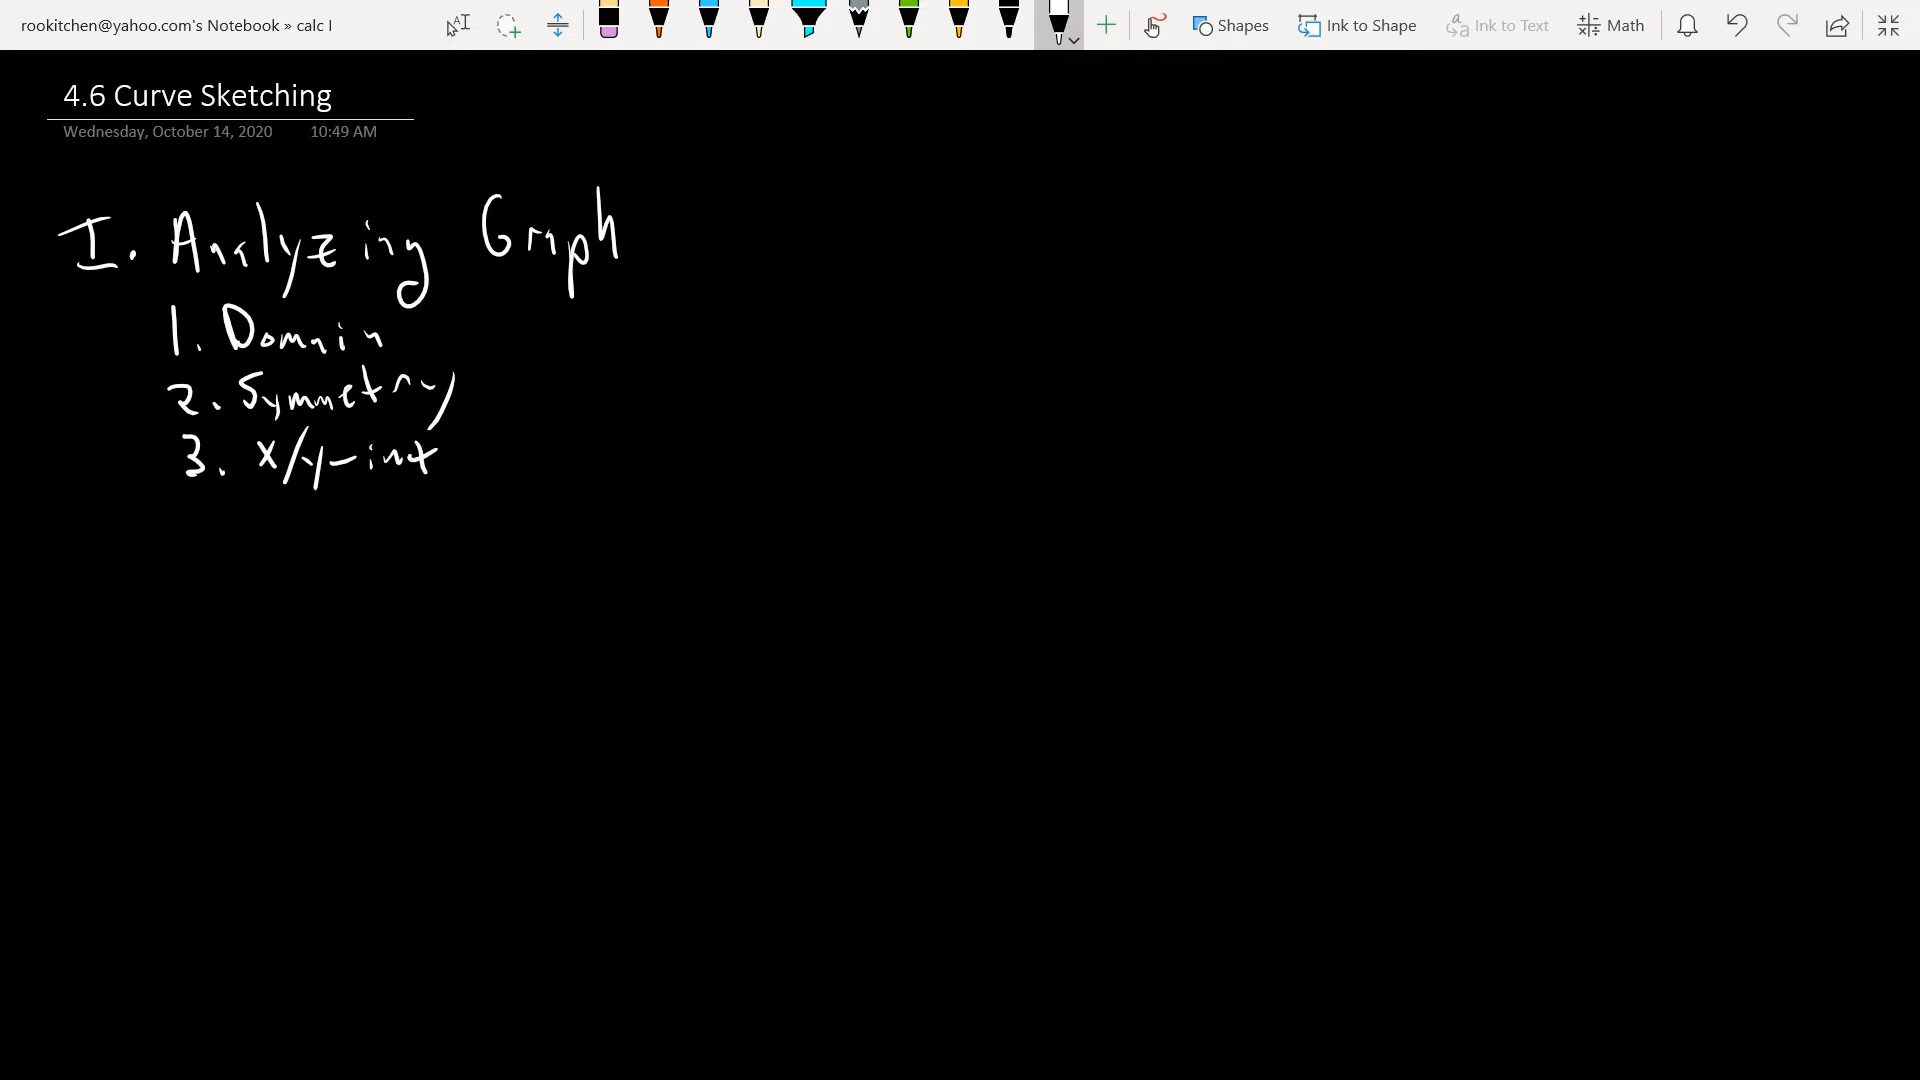 rookitchen@yahoo.com's Notebook » calc I
Shapes
Ink to Shape
Ink to Text
Math
4.6 Curve Sketching
Wednesday, October 14, 2020 10:49 AM
I. Analyzing Graph
1. Domain
2. Symmetry
3. x/y-int